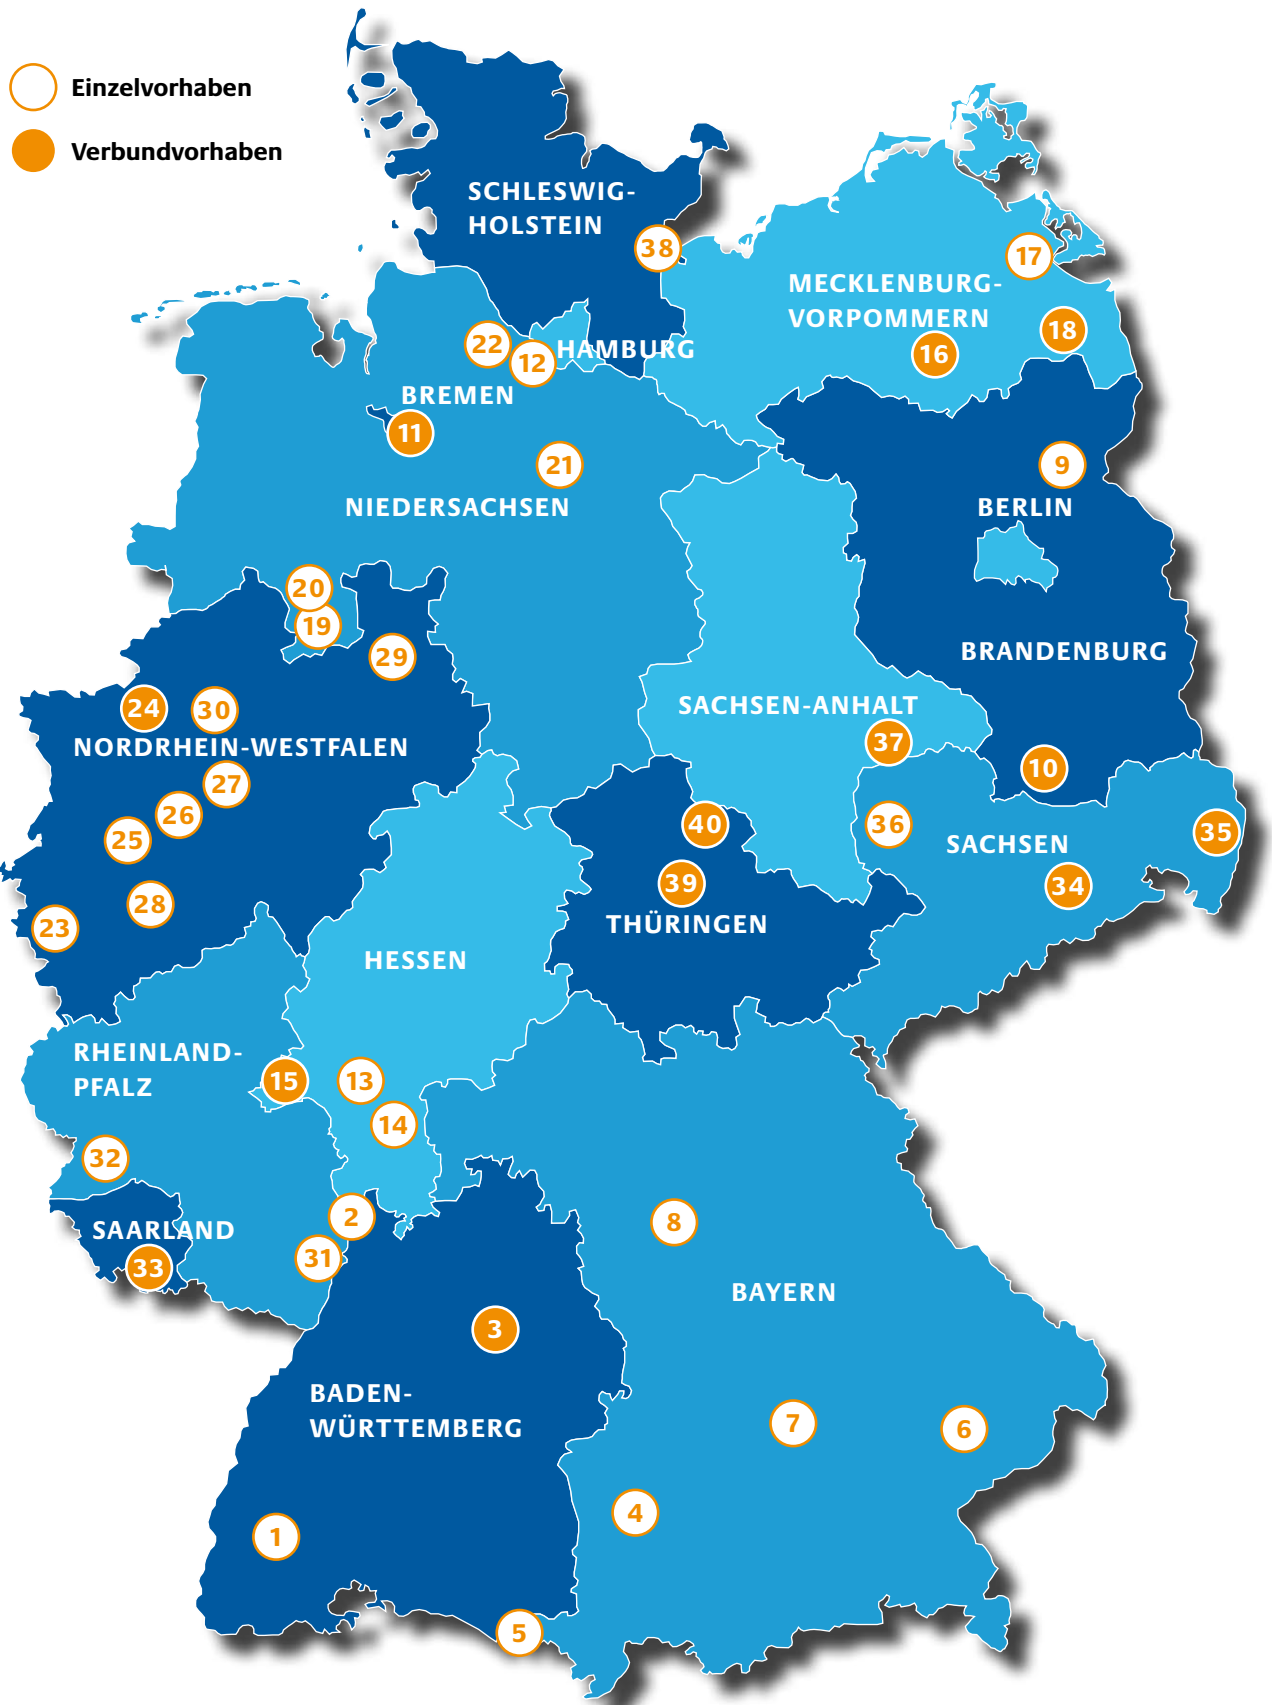 Einzelvorhaben
Verbundvorhaben
SCHLESWIG-
HOLSTEIN
38
17
MECKLENBURG-
VORPOMMERN
18
16
22
12
HAMBURG
BREMEN
11
21
9
NIEDERSACHSEN
BERLIN
20
19
29
BRANDENBURG
24
30
SACHSEN-ANHALT
37
NORDRHEIN-WESTFALEN
10
27
26
25
40
36
35
SACHSEN
39
34
28
23
THÜRINGEN
HESSEN
RHEINLAND-
PFALZ
15
13
14
32
2
8
SAARLAND
31
33
BAYERN
3
BADEN-
WÜRTTEMBERG
7
6
4
1
5